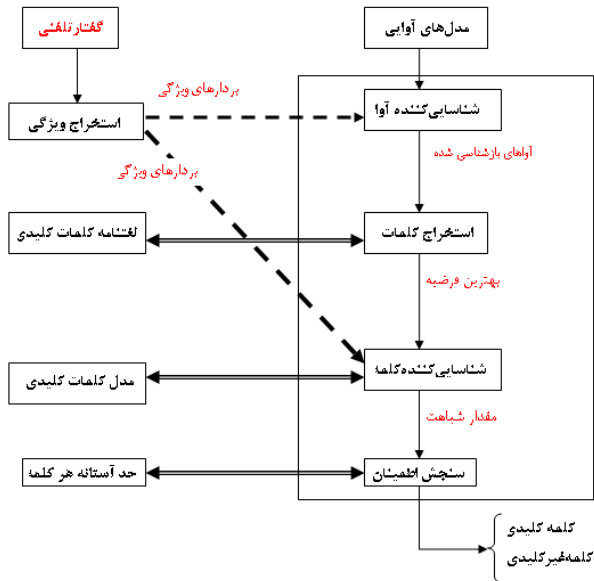 گفتار تلفنی
مدل‌های آوایی
بردارهای ویژگی
شناسایی‌کننده آوا
استخراج ویژگی
آواهای بازشناسی شده
بردارهای ویژگی
لغتنامه کلمات کلیدی
استخراج کلمات
بهترین فرضیه
شناسایی‌کننده کلمه
مدل کلمات کلیدی
مقدار شباهت
حد آستانه هر کلمه
سنجش اطمینان
کلمه کلیدی
کلمه غیر کلیدی